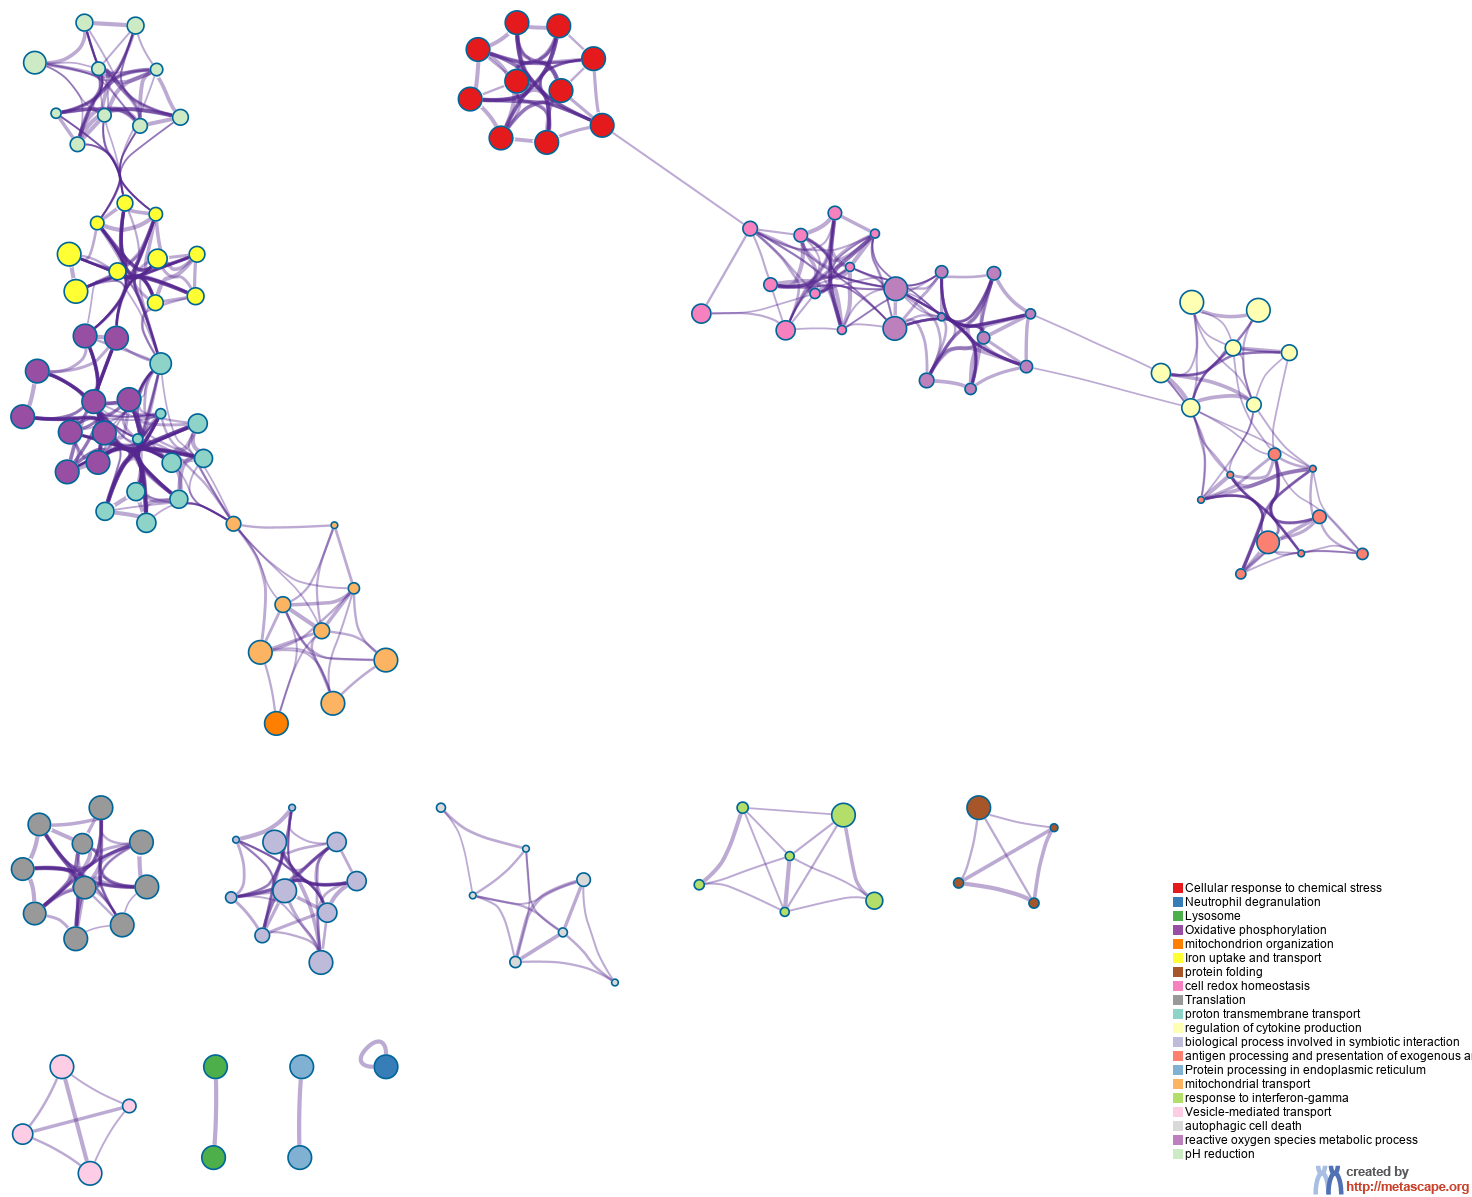 Cellular response to chemical stress
Neutrophil degranulation
Lysosome
Oxidative phosphorylation
mitochondrion organization
Iron uptake and transport
protein folding
cell redox homeostasis
Translation
proton transmembrane transport
regulation of cytokine production
biological process involved in symbiotic interaction
antigen processing and presentation of exogenous
Protein processing in endoplasmic reticulum
mitochondrial transport
response to interferon-gamma
Vesicle-mediated transport
autophagic cell death
reactive oxygen species metabolic process
pH reduction
created by
http://metascape.org